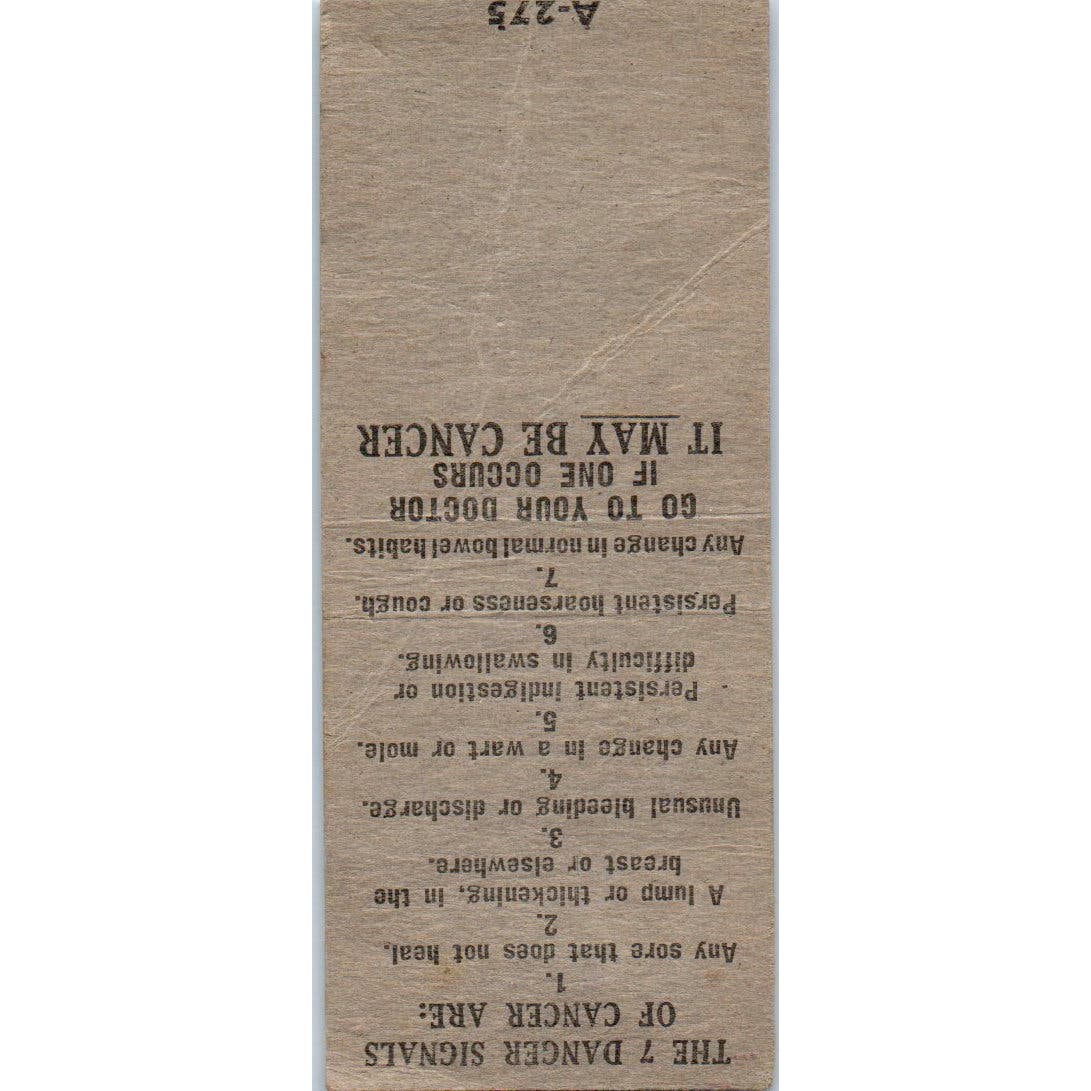 THE 7 DANGER SIGNALS
OF CANCER ARE:
1.
Any sore that does not heal.
2.
A lump or thickening, in the
breast or elsewhere.
3.
Unusual bleeding or discharge.
4.
Any change in a wart or mole.
5.
Persistent indigestion or
difficulty in swallowing.
6.
Persistent hoarseness or cough.
7.
Any change in normal bowel habits.
GO TO YOUR DOCTOR
IF ONE OCCURS
IT MAY BE CANCER
A-275